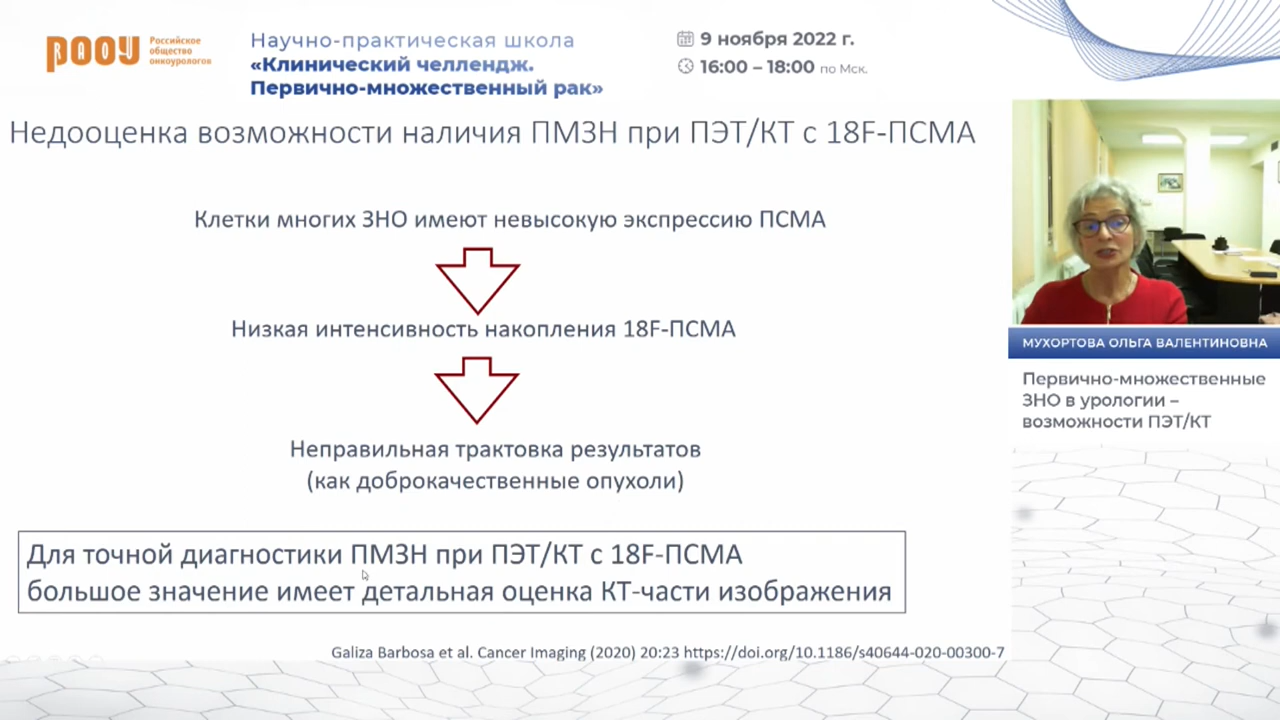 РАОУ
Российское
общество
онкоурологов
Научно-практическая школа
«Клинический челлендж.
Первично-множественный рак»
9 ноября 2022 г.
16:00 – 18:00 по Мск.
Недооценка возможности наличия ПМЗН при ПЭТ/КТ с 18F-ПСМА
Клетки многих ЗНО имеют невысокую экспрессию ПСМА
Низкая интенсивность накопления 18F-ПСМА
Неправильная трактовка результатов
(как доброкачественные опухоли)
Для точной диагностики ПМЗН при ПЭТ/КТ с 18F-ПСМА
большое значение имеет детальная оценка КТ-части изображения
Galiza Barbosa et al. Cancer Imaging (2020) 20:23 https://doi.org/10.1186/s40644-020-00300-7
МУХОРТОВА ОЛЬГА ВАЛЕНТИНОВНА
Первично-множественные
ЗНО в урологии –
возможности ПЭТ/КТ